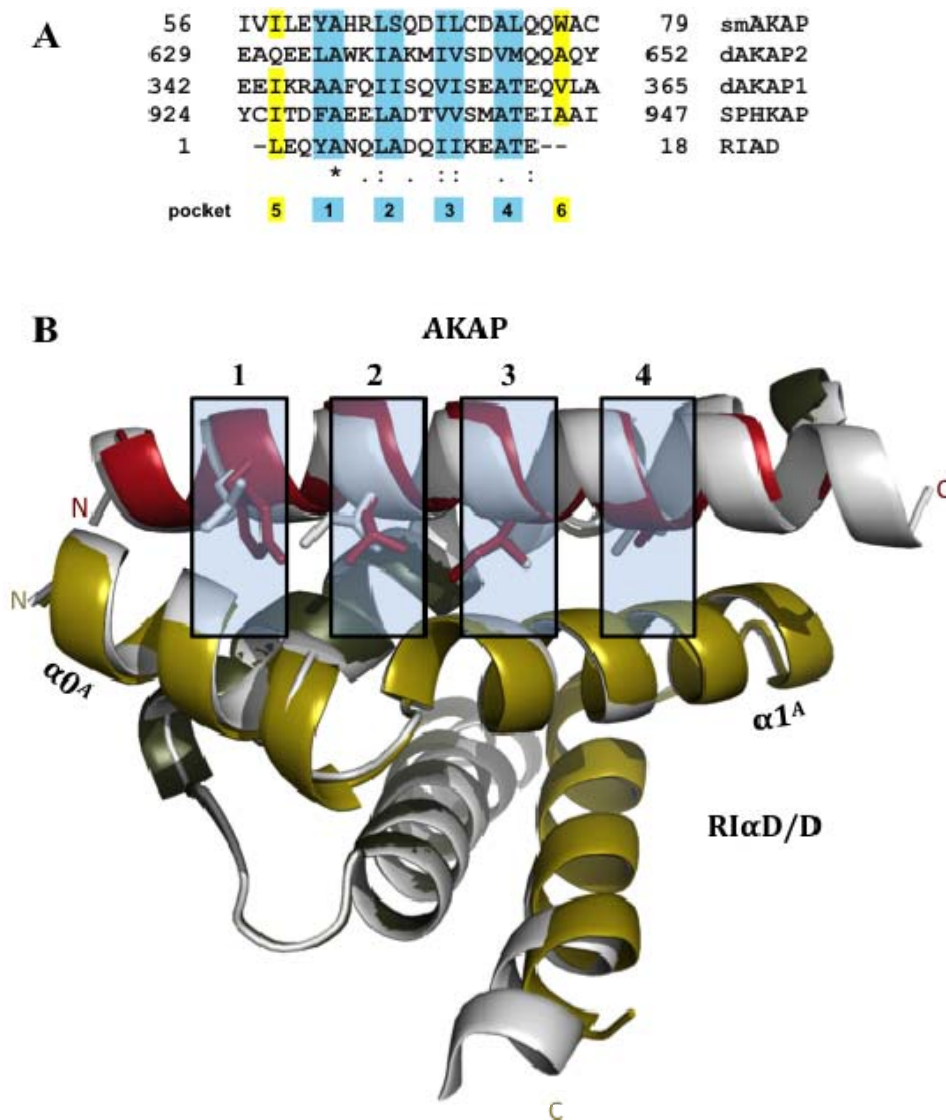 A
56 IVILEYAHRLSQDILCDALQQWAC 79 smAKAP
629 EAQEELAWKIAKMIVSDVMQQAQY 652 dAKAP2
342 EEIKRAAFQIISQVISEATEQVLA 365 dAKAP1
924 YCITDFAEELADTVVSMATEIAAI 947 SPHKAP
1 -LEQYANQLADQIIKEATE-- 18 RIAD
* . : . : : . :
pocket 5 1 2 3 4 6
B
AKAP
1 2 3 4
N C
N
α0ᴬ α1ᴬ
RIαD/D
C